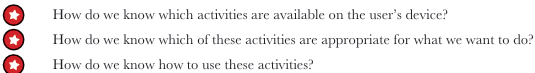 How do we know which activities are available on the user’s device?
How do we know which of these activities are appropriate for what we want to do?
How do we know how to use these activities?